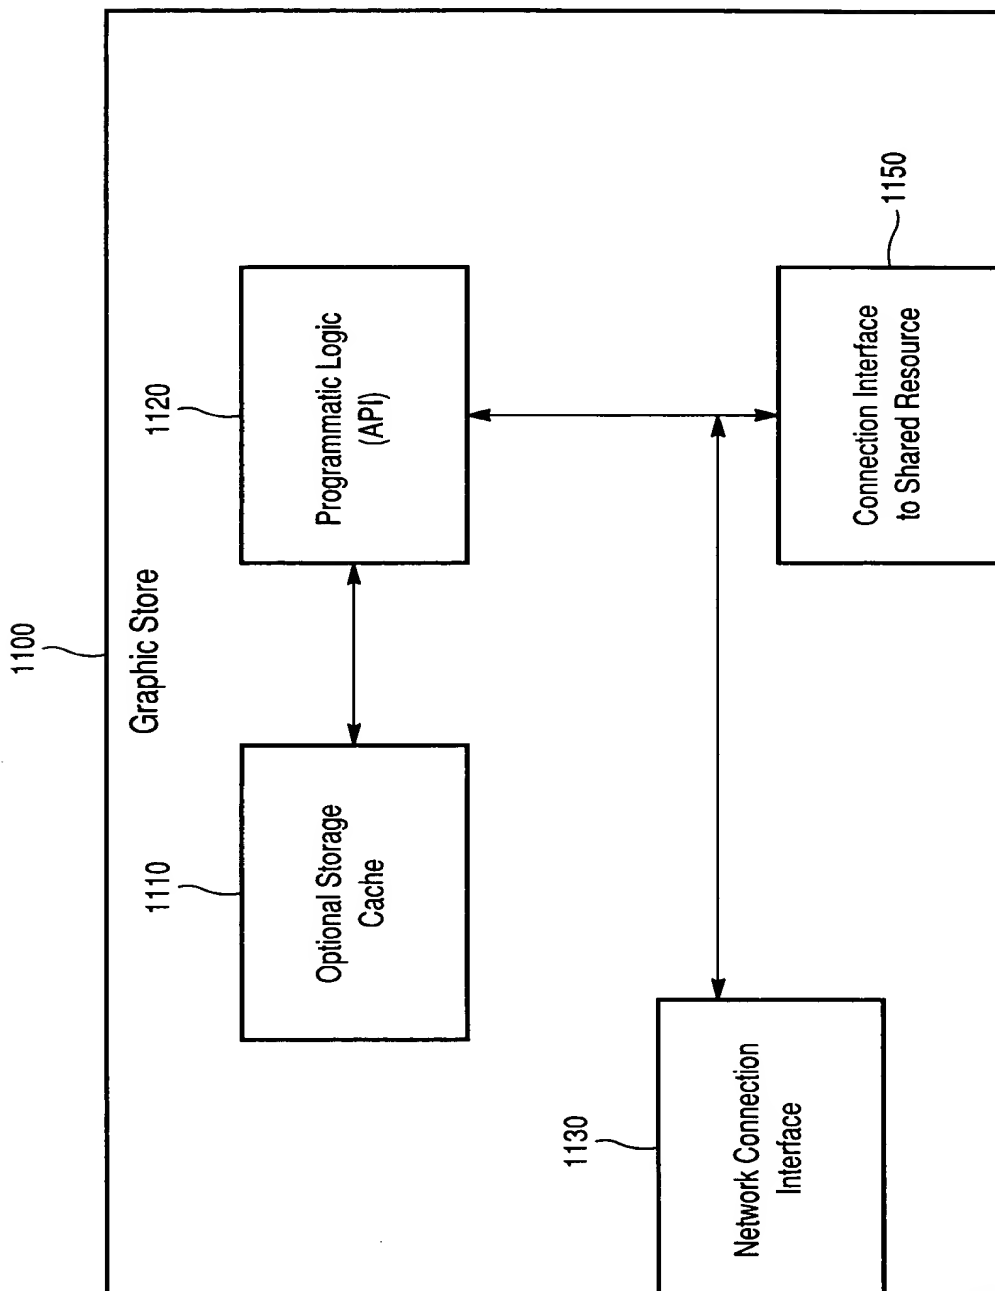 1100
Graphic Store
1110
Optional Storage
Cache
1120
Programmatic Logic
(API)
1130
Network Connection
Interface
1150
Connection Interface
to Shared Resource